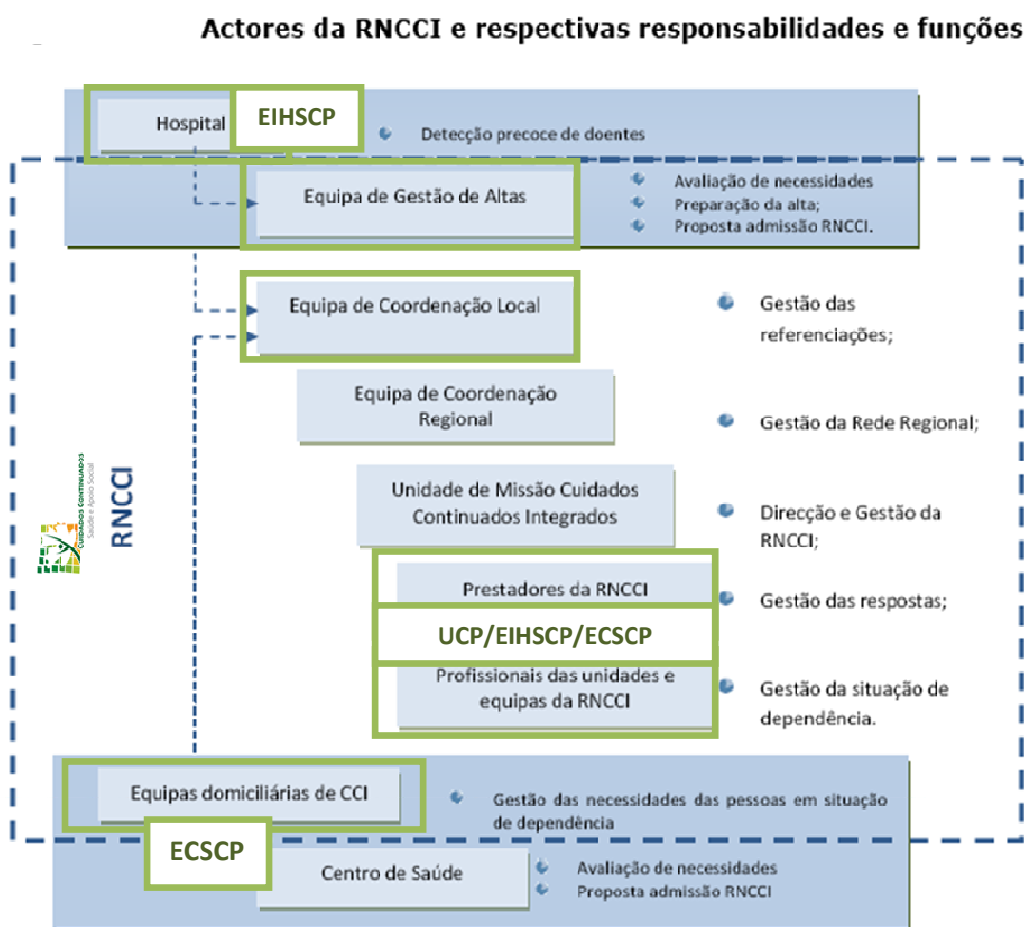 Actores da RNCCI e respectivas responsabilidades e funções
Hospital
EIHSCP
Detecção precoce de doentes
Equipa de Gestão de Altas
Avaliação de necessidades
Preparação da alta;
Proposta admissão RNCCI.
Equipa de Coordenação Local
Gestão das
referenciações;
Equipa de Coordenação
Regional
Gestão da Rede Regional;
CUIDADOS CONTINUADOS
Saúde e Apoio Social
RNCCI
Unidade de Missão Cuidados
Continuados Integrados
Direcção e Gestão da
RNCCI;
Prestadores da RNCCI
Gestão das respostas;
UCP/EIHSCP/ECSCP
Profissionais das unidades e
equipas da RNCCI
Gestão da situação de
dependência.
Equipas domiciliárias de CCI
Gestão das necessidades das pessoas em situação
de dependência
ECSCP
Centro de Saúde
Avaliação de necessidades
Proposta admissão RNCCI